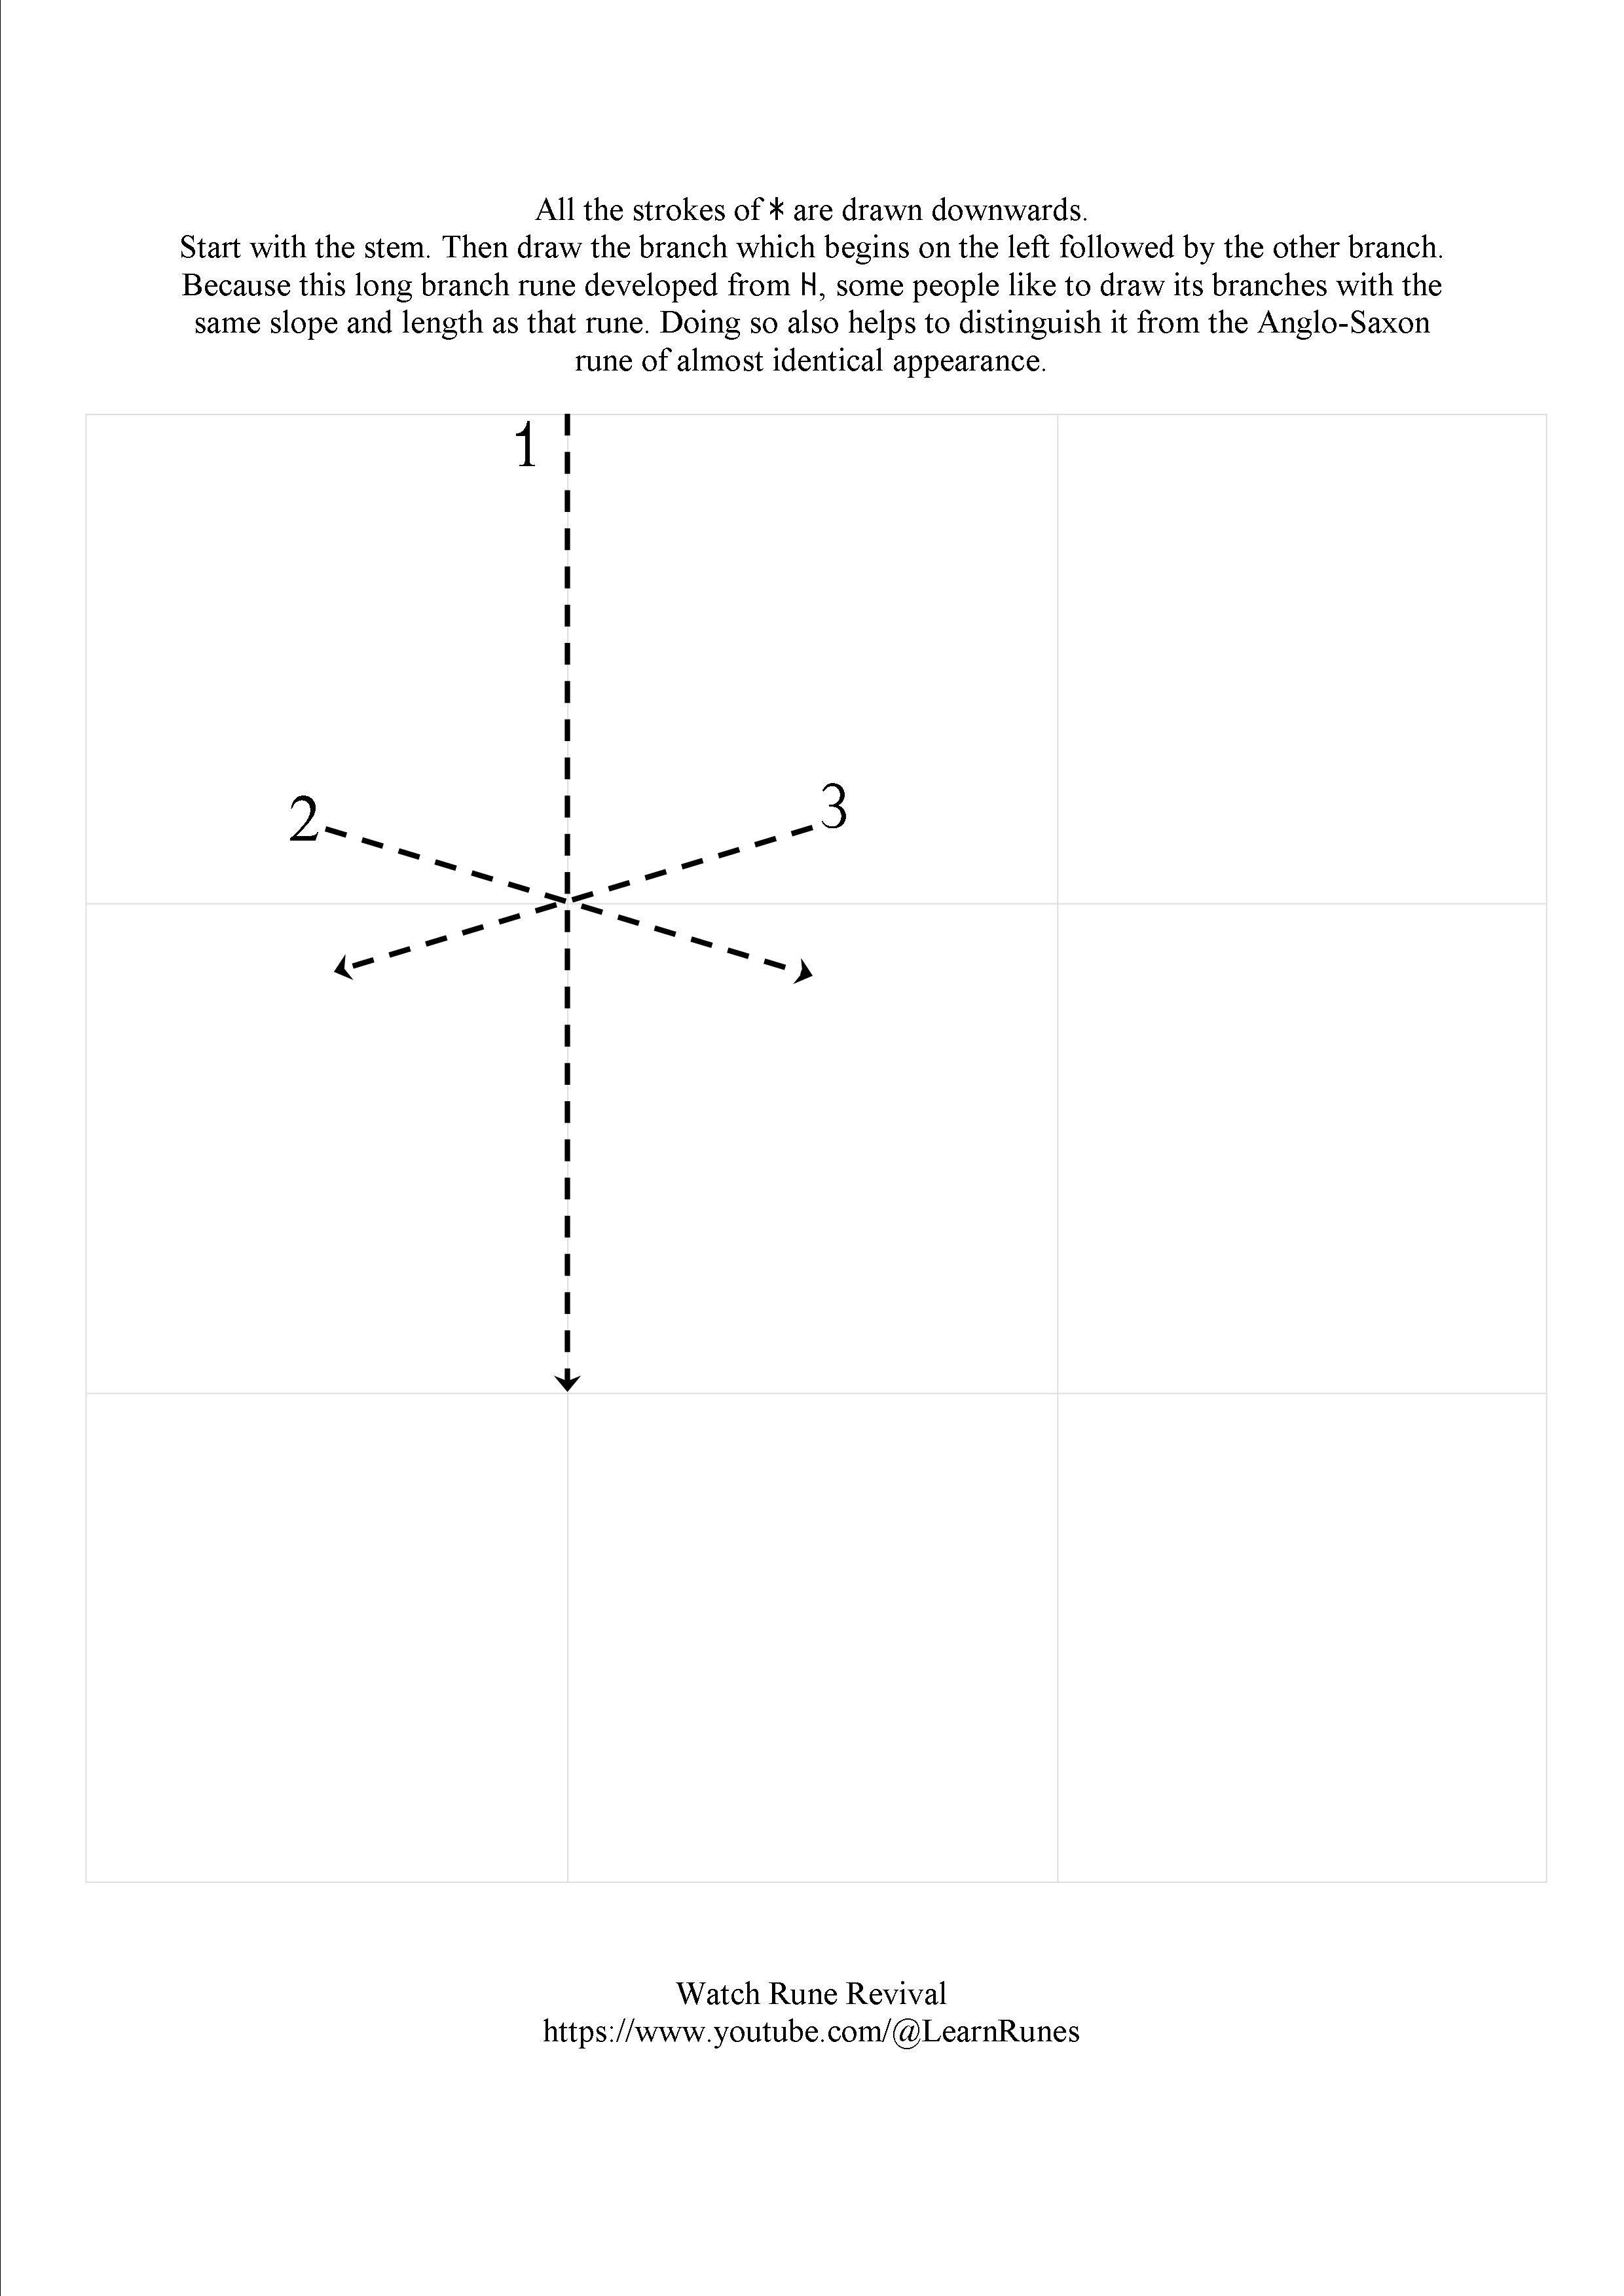 All the strokes of ᚼ are drawn downwards.
Start with the stem. Then draw the branch which begins on the left followed by the other branch.
Because this long branch rune developed from ᚺ, some people like to draw its branches with the
same slope and length as that rune. Doing so also helps to distinguish it from the Anglo-Saxon
rune of almost identical appearance.
1
2
3
Watch Rune Revival
https://www.youtube.com/@LearnRunes